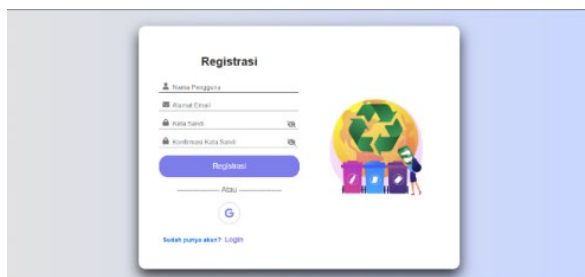 Registrasi
Nama Pengguna
Alamat Email
Kata Sandi
Konfirmasi Kata Sandi
Registrasi
Atau
G
Sudah punya akun? Login